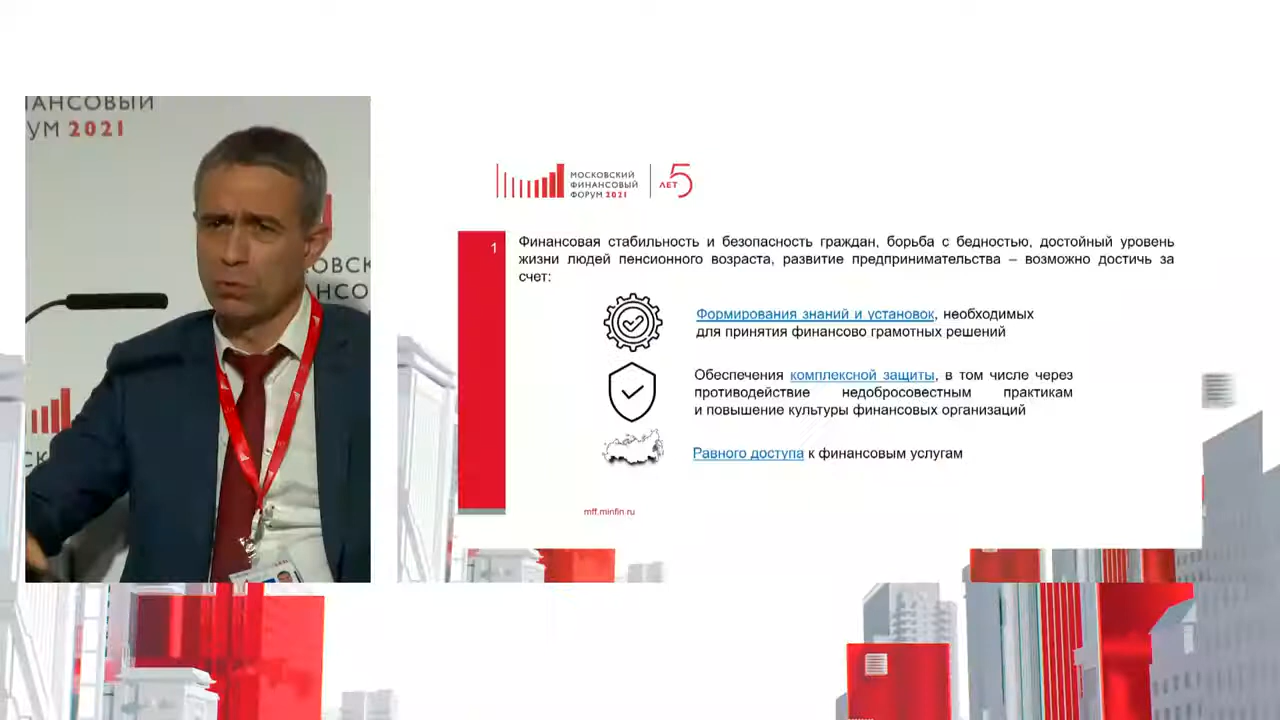 ИАНСОВЫЙ
УМ 2021
ОВСК
АНСО
СК
МОСКОВСКИЙ
ФИНАНСОВЫЙ
ФОРУМ 2021
ЛЕТ 5
1
Финансовая стабильность и безопасность граждан, борьба с бедностью, достойный уровень
жизни людей пенсионного возраста, развитие предпринимательства – возможно достичь за
счет:
Формирования знаний и установок, необходимых
для принятия финансово грамотных решений
Обеспечения комплексной защиты, в том числе через
противодействие недобросовестным практикам
и повышение культуры финансовых организаций
Равного доступа к финансовым услугам
mff.minfin.ru